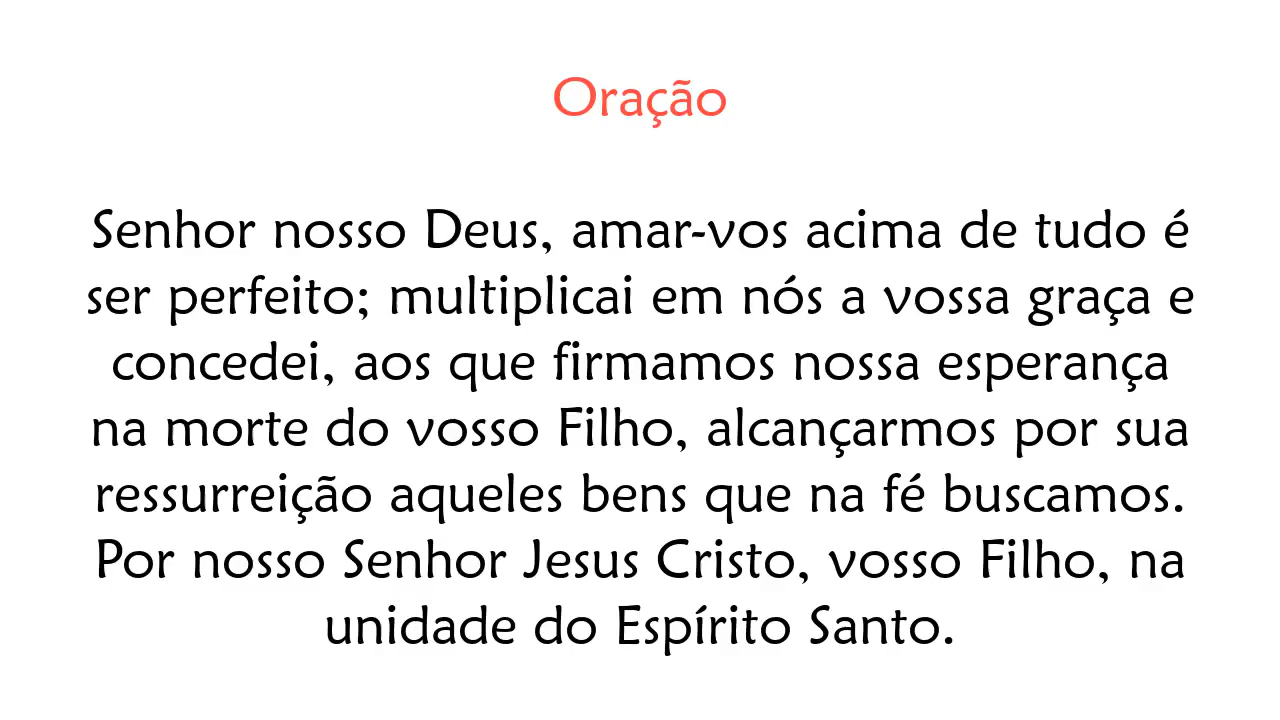 Oração
Senhor nosso Deus, amar-vos acima de tudo é
ser perfeito; multiplicai em nós a vossa graça e
concedei, aos que firmamos nossa esperança
na morte do vosso Filho, alcançarmos por sua
ressurreição aqueles bens que na fé buscamos.
Por nosso Senhor Jesus Cristo, vosso Filho, na
unidade do Espírito Santo.